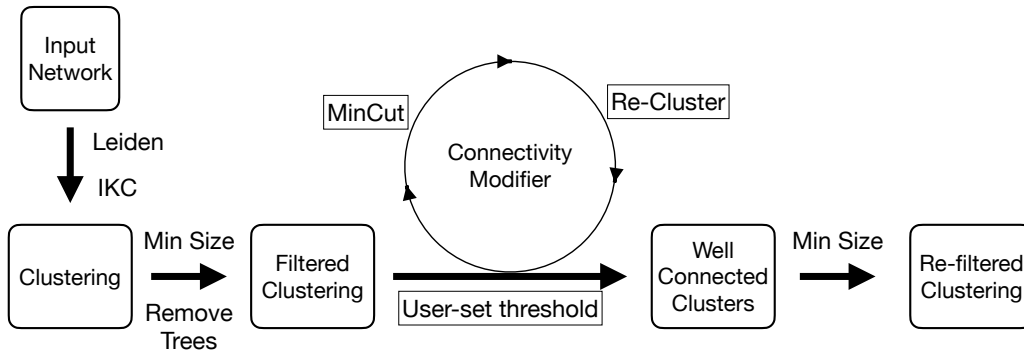 Input
Network
Leiden
IKC
MinCut
Re-Cluster
Connectivity
Modifier
Clustering
Min Size
Remove
Trees
Filtered
Clustering
User-set threshold
Well
Connected
Clusters
Min Size
Re-filtered
Clustering